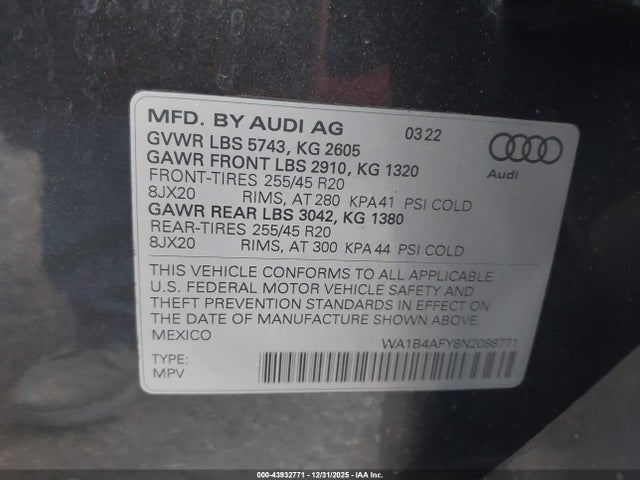 MFD. BY AUDI AG 03 22
GVWR LBS 5743, KG 2605
GAWR FRONT LBS 2910, KG 1320
FRONT-TIRES 255/45 R20
8JX20 RIMS, AT 280 KPA 41 PSI COLD
GAWR REAR LBS 3042, KG 1380
REAR-TIRES 255/45 R20
8JX20 RIMS, AT 300 KPA 44 PSI COLD
Audi
THIS VEHICLE CONFORMS TO ALL APPLICABLE
U.S. FEDERAL MOTOR VEHICLE SAFETY AND
THEFT PREVENTION STANDARDS IN EFFECT ON
THE DATE OF MANUFACTURE SHOWN ABOVE.
MEXICO
WA1B4AFY8N2088771
TYPE:
MPV
000-43932771 - 12/31/2025 - IAAI, Inc.